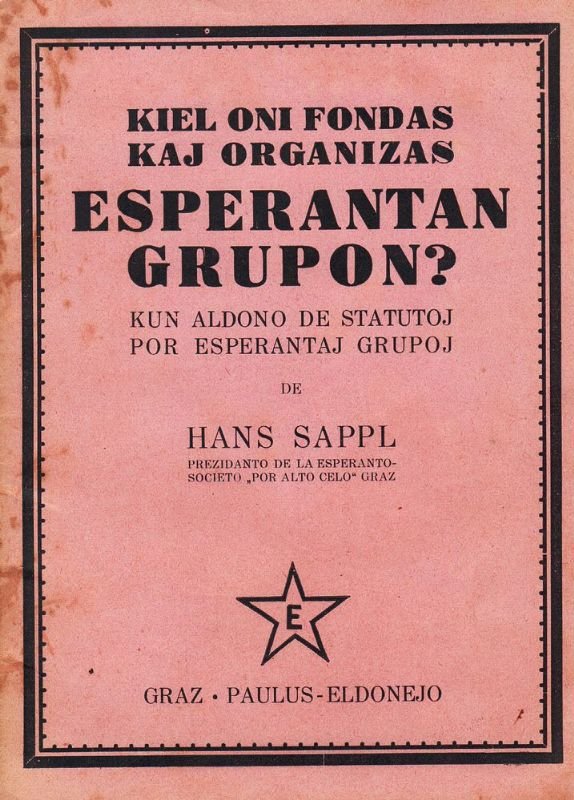 KIEL ONI FONDAS
KAJ ORGANIZAS
ESPERANTAN
GRUPON?
KUN ALDONO DE STATUTOJ
POR ESPERANTAJ GRUPOJ
DE
HANS SAPPL
PREZIDANTO DE LA ESPERANTO-
SOCIETO „POR ALTO CELO“ GRAZ
E
GRAZ • PAULUS-ELDONEJO